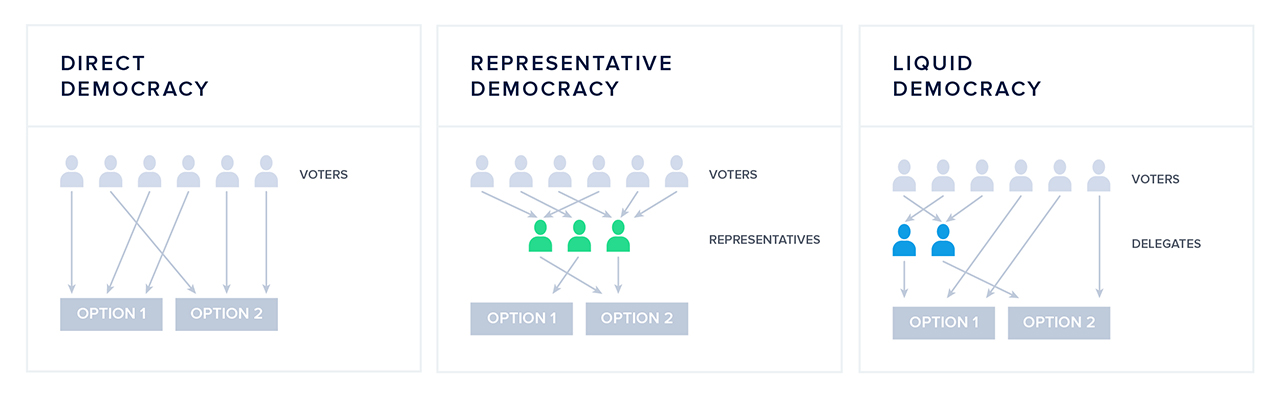 DIRECT
DEMOCRACY
VOTERS
OPTION 1
OPTION 2
REPRESENTATIVE
DEMOCRACY
VOTERS
REPRESENTATIVES
OPTION 1
OPTION 2
LIQUID
DEMOCRACY
VOTERS
DELEGATES
OPTION 1
OPTION 2